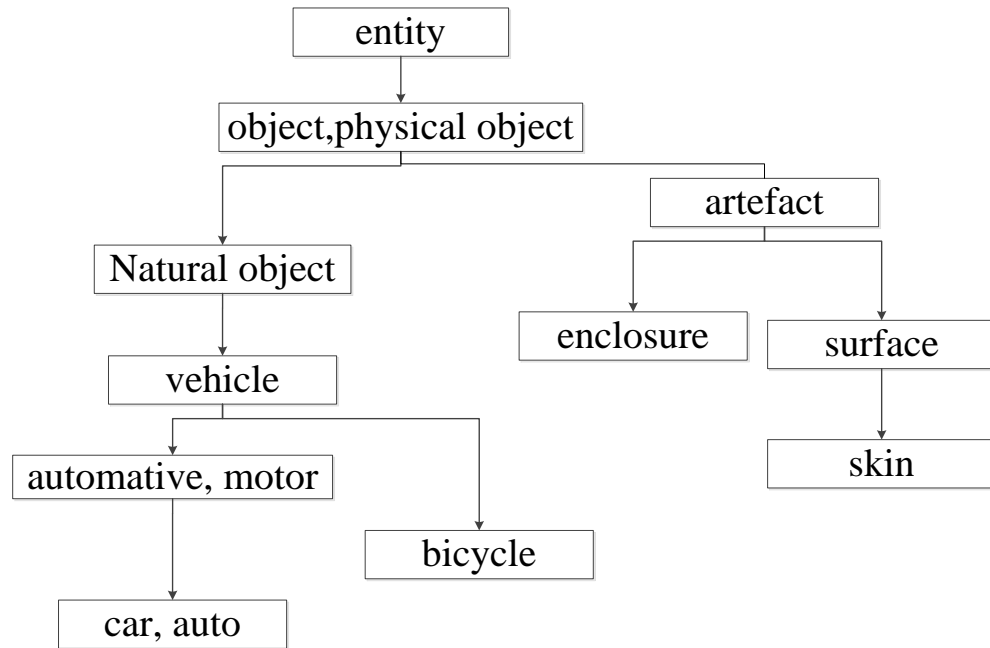 entity
object,physical object
artefact
Natural object
enclosure
surface
vehicle
skin
automative, motor
bicycle
car, auto